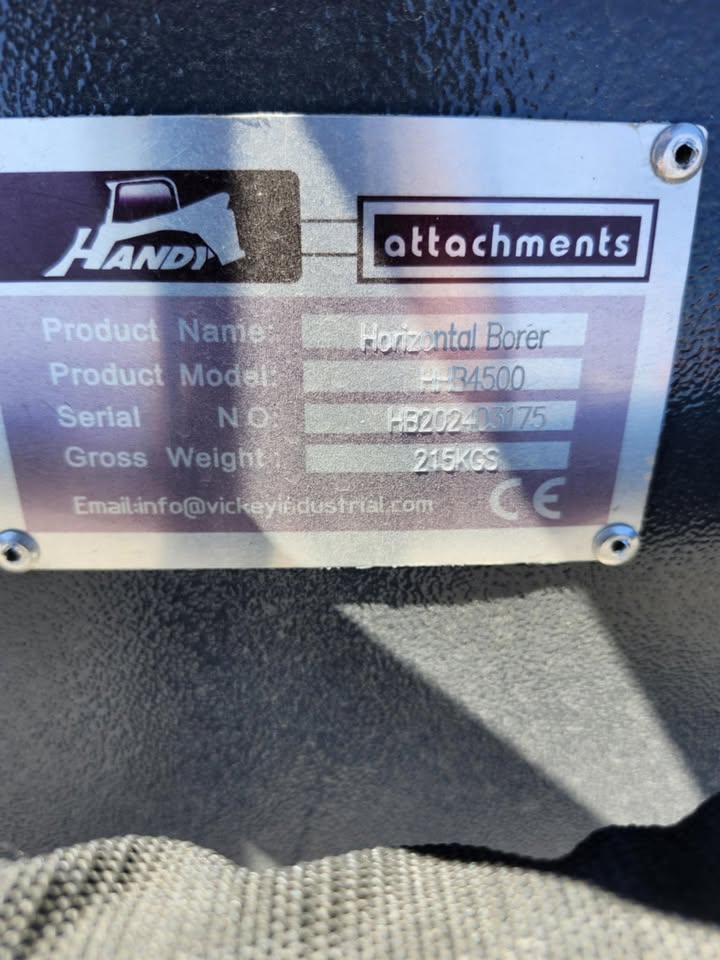 HANDY
attachments
Product Name: Horizontal Borer
Product Model: HHB4500
Serial N.O: HB202403175
Gross Weight: 215KGS
Email:info@vickeyindustrial.com CE